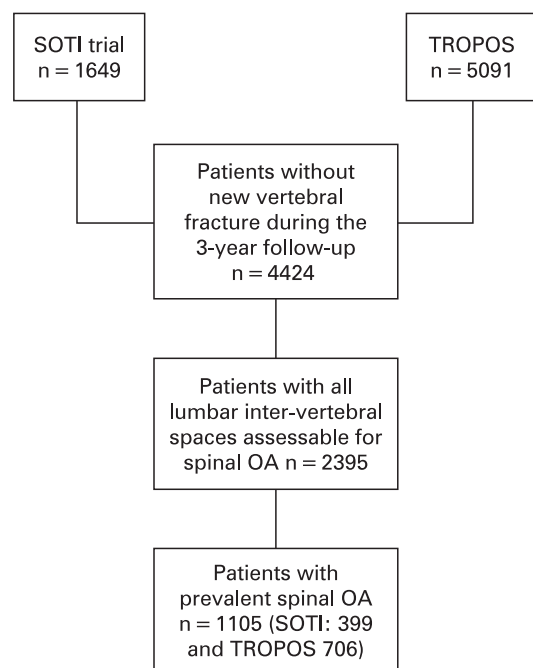 SOTI trial
n = 1649
TROPOS
n = 5091
Patients without
new vertebral
fracture during the
3-year follow-up
n = 4424
Patients with all
lumbar inter-vertebral
spaces assessable for
spinal OA n = 2395
Patients with
prevalent spinal OA
n = 1105 (SOTI: 399
and TROPOS 706)